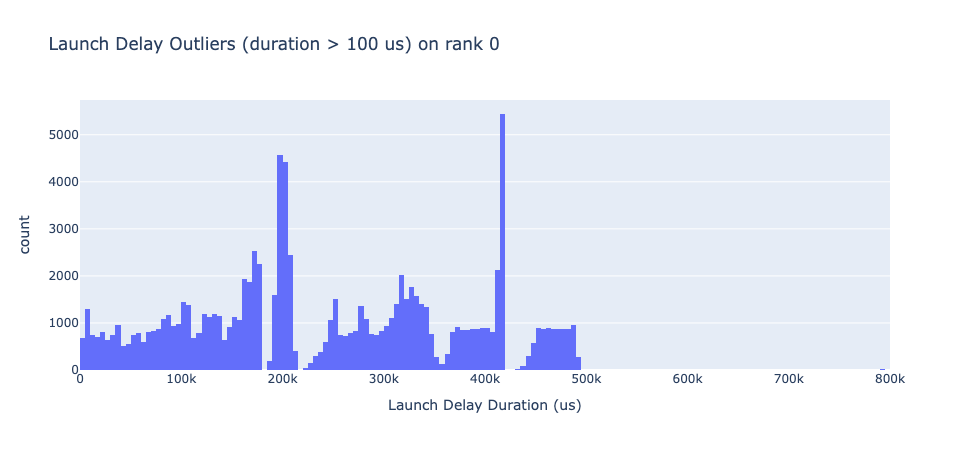 Launch Delay Outliers (duration > 100 us) on rank 0
5000
4000
3000
2000
1000
0
count
0 100k 200k 300k 400k 500k 600k 700k 800k
Launch Delay Duration (us)